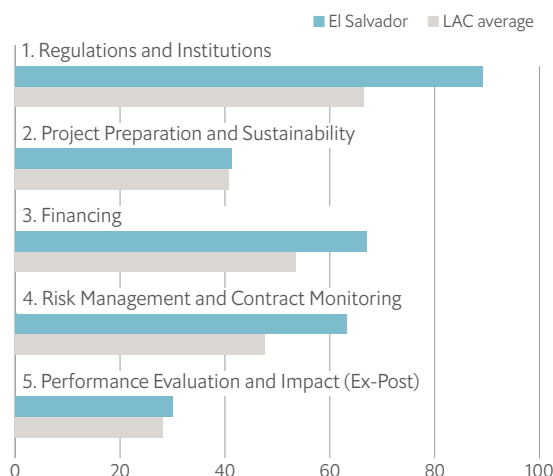 El Salvador LAC average
1. Regulations and Institutions
2. Project Preparation and Sustainability
3. Financing
4. Risk Management and Contract Monitoring
5. Performance Evaluation and Impact (Ex-Post)
0 20 40 60 80 100